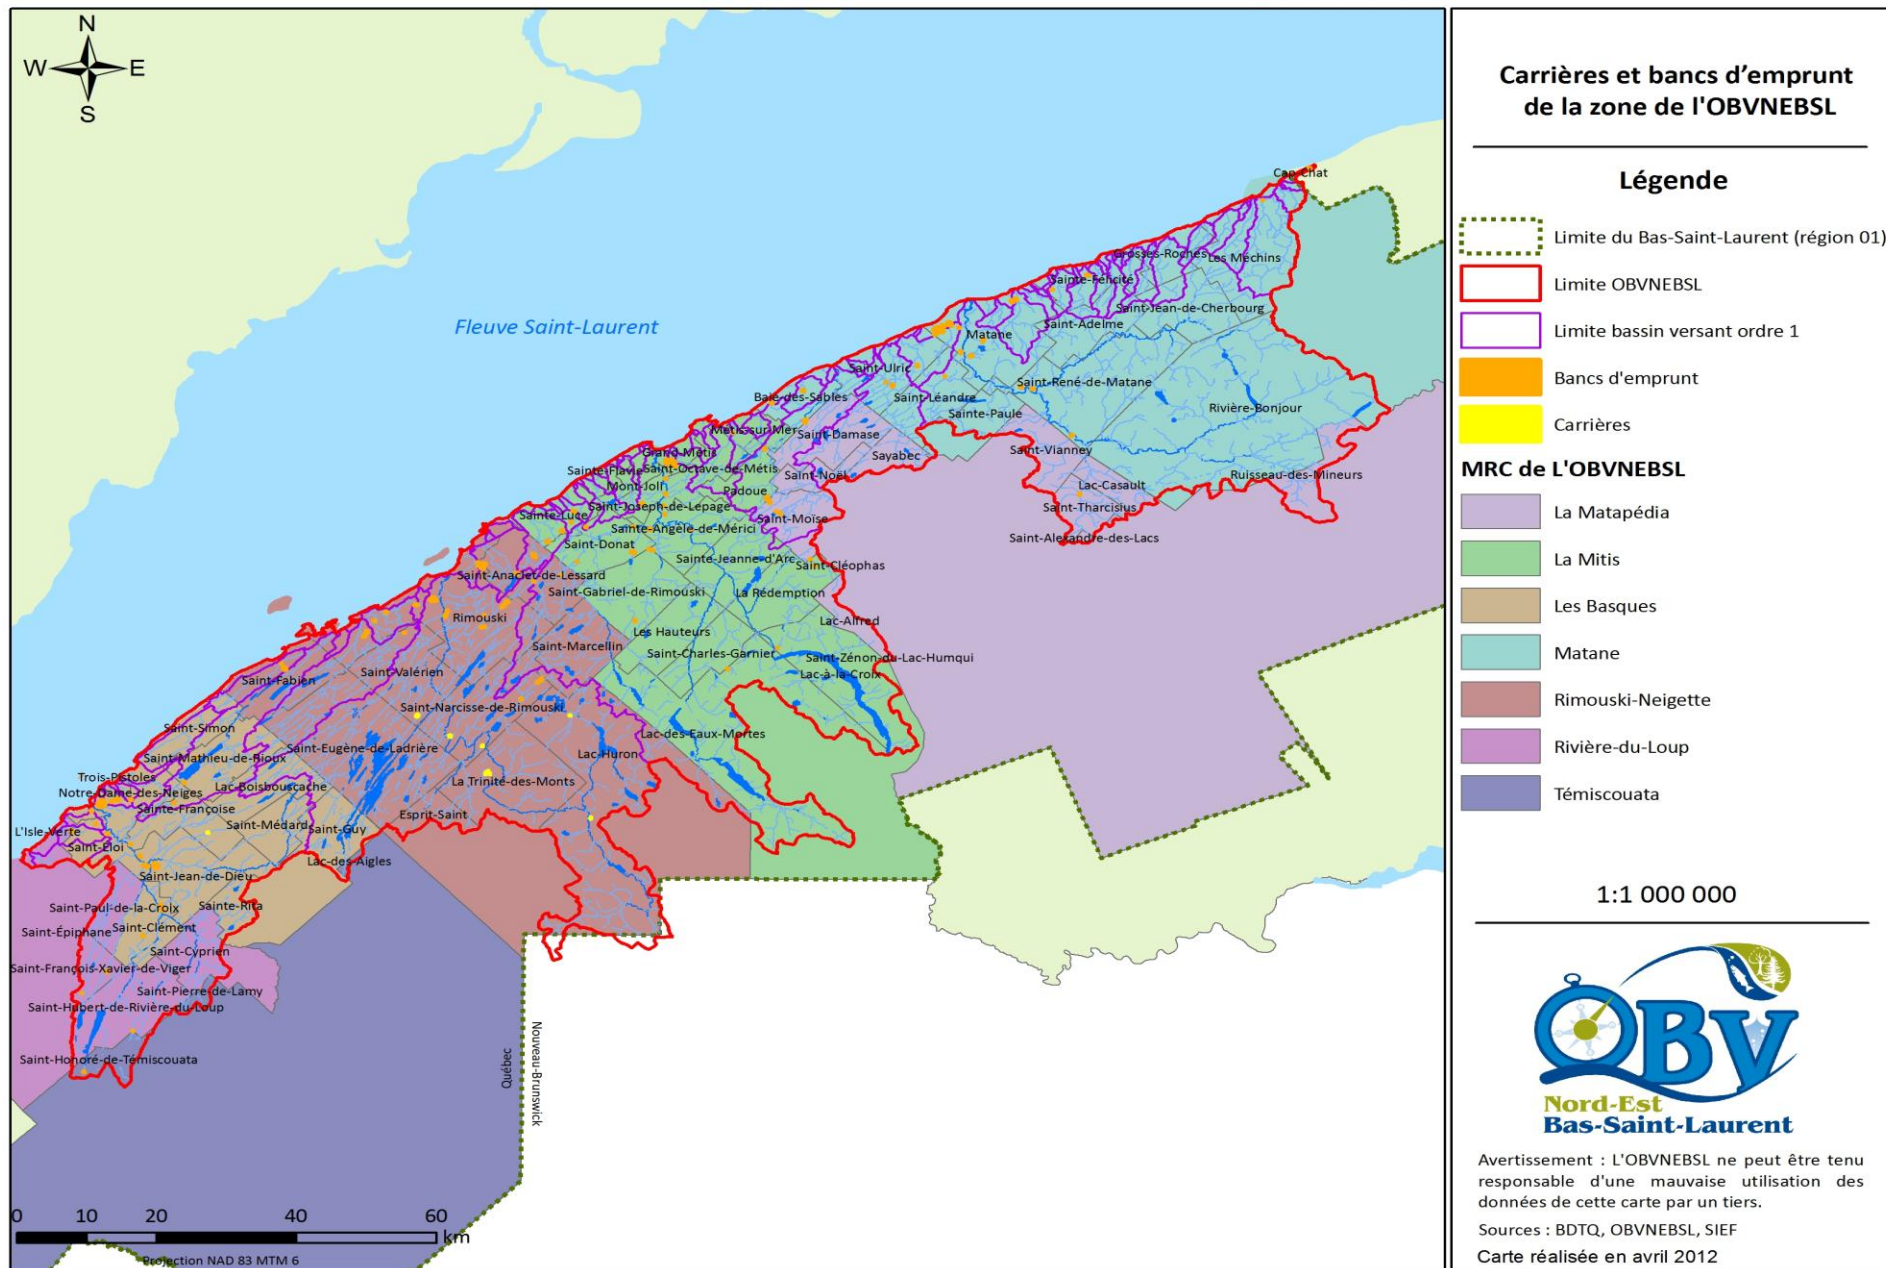 N
W
E
S
Fleuve Saint-Laurent
Cap-Chat
Grosses-Roches
Les Méchins
Sainte-Félicité
Saint-Jean-de-Cherbourg
Saint-Adelme
Matane
Saint-Ulric
Saint-René-de-Matane
Baie-des-Sables
Saint-Léandre
Sainte-Paule
Rivière-Bonjour
Métis-sur-Mer
Saint-Damase
Saint-Vianney
Grand-Métis
Sayabec
Sainte-Flavie
Saint-Octave-de-Métis
Saint-Noël
Ruisseau-des-Mineurs
Mont-Joli
Padoue
Lac-Casault
Saint-Joseph-de-Lepage
Saint-Tharcisius
Sainte-Luce
Saint-Moïse
Sainte-Angèle-de-Mérici
Saint-Alexandre-des-Lacs
Saint-Donat
Sainte-Jeanne-d'Arc
Saint-Cléophas
Saint-Anaclet-de-Lessard
Saint-Gabriel-de-Rimouski
La Rédemption
Rimouski
Lac-Alfred
Les Hauteurs
Saint-Marcellin
Saint-Charles-Garnier
Saint-Zénon-du-Lac-Humqui
Saint-Valérien
Lac-à-la-Croix
Saint-Fabien
Saint-Narcisse-de-Rimouski
Saint-Simon
Lac-des-Eaux-Mortes
Saint-Eugène-de-Ladrière
Lac-Huron
Saint-Mathieu-de-Rioux
Trois-Pistoles
La Trinité-des-Monts
Lac-Boisbouscache
Notre-Dame-des-Neiges
Sainte-Françoise
Esprit-Saint
Saint-Médard
Saint-Guy
L'Isle-Verte
Saint-Éloi
Lac-des-Aigles
Saint-Jean-de-Dieu
Saint-Paul-de-la-Croix
Sainte-Rita
Saint-Clément
Saint-Épiphane
Saint-Cyprien
Saint-François-Xavier-de-Viger
Saint-Pierre-de-Lamy
Saint-Hubert-de-Rivière-du-Loup
Saint-Honoré-de-Témiscouata
Québec
Nouveau-Brunswick
0 10 20 40 60
km
Projection NAD 83 MTM 6
Carrières et bancs d'emprunt
de la zone de l'OBVNEBSL
Légende
Limite du Bas-Saint-Laurent (région 01)
Limite OBVNEBSL
Limite bassin versant ordre 1
Bancs d'emprunt
Carrières
MRC de L'OBVNEBSL
La Matapédia
La Mitis
Les Basques
Matane
Rimouski-Neigette
Rivière-du-Loup
Témiscouata
1:1 000 000
OBV
Nord-Est
Bas-Saint-Laurent
Avertissement : L'OBVNEBSL ne peut être tenu
responsable d'une mauvaise utilisation des
données de cette carte par un tiers.
Sources : BDTQ, OBVNEBSL, SIEF
Carte réalisée en avril 2012